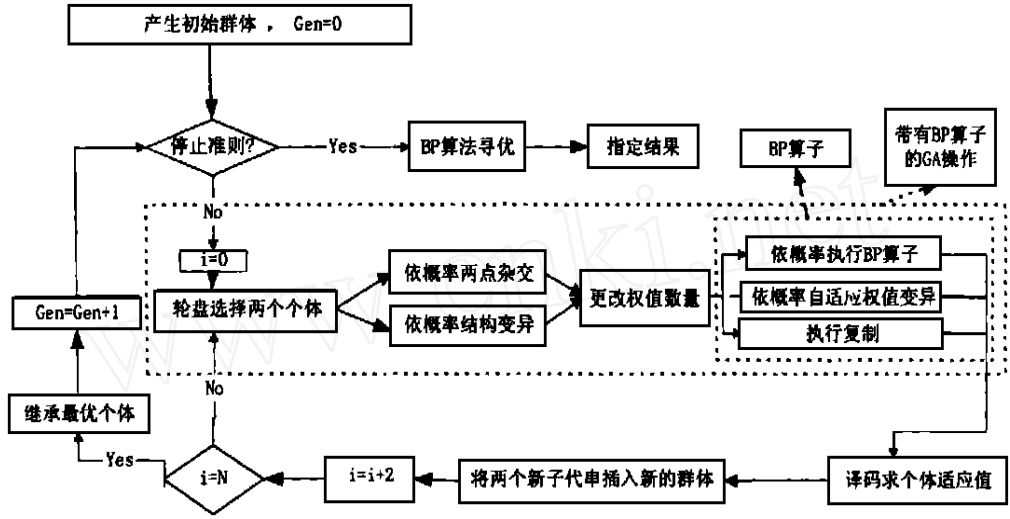 产生初始群体 ， Gen=0
停止准则?
Yes
BP算法寻优
指定结果
BP算子
带有BP算子
的GA操作
No
i=0
轮盘选择两个个体
依概率两点杂交
依概率结构变异
更改权值数量
依概率执行BP算子
依概率自适应权值变异
执行复制
Gen=Gen+1
继承最优个体
No
Yes
i=N
i=i+2
将两个新子代串插入新的群体
译码求个体适应值
www.cnki.net